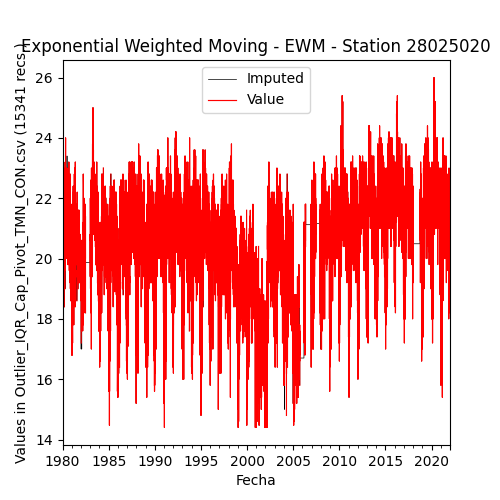 Exponential Weighted Moving - EWM - Station 28025020
Values in Outlier_IQR_Cap_Pivot_TMN_CON.csv (15341 recs.)
26
24
22
20
18
16
14
Imputed
Value
1980 1985 1990 1995 2000 2005 2010 2015 2020
Fecha